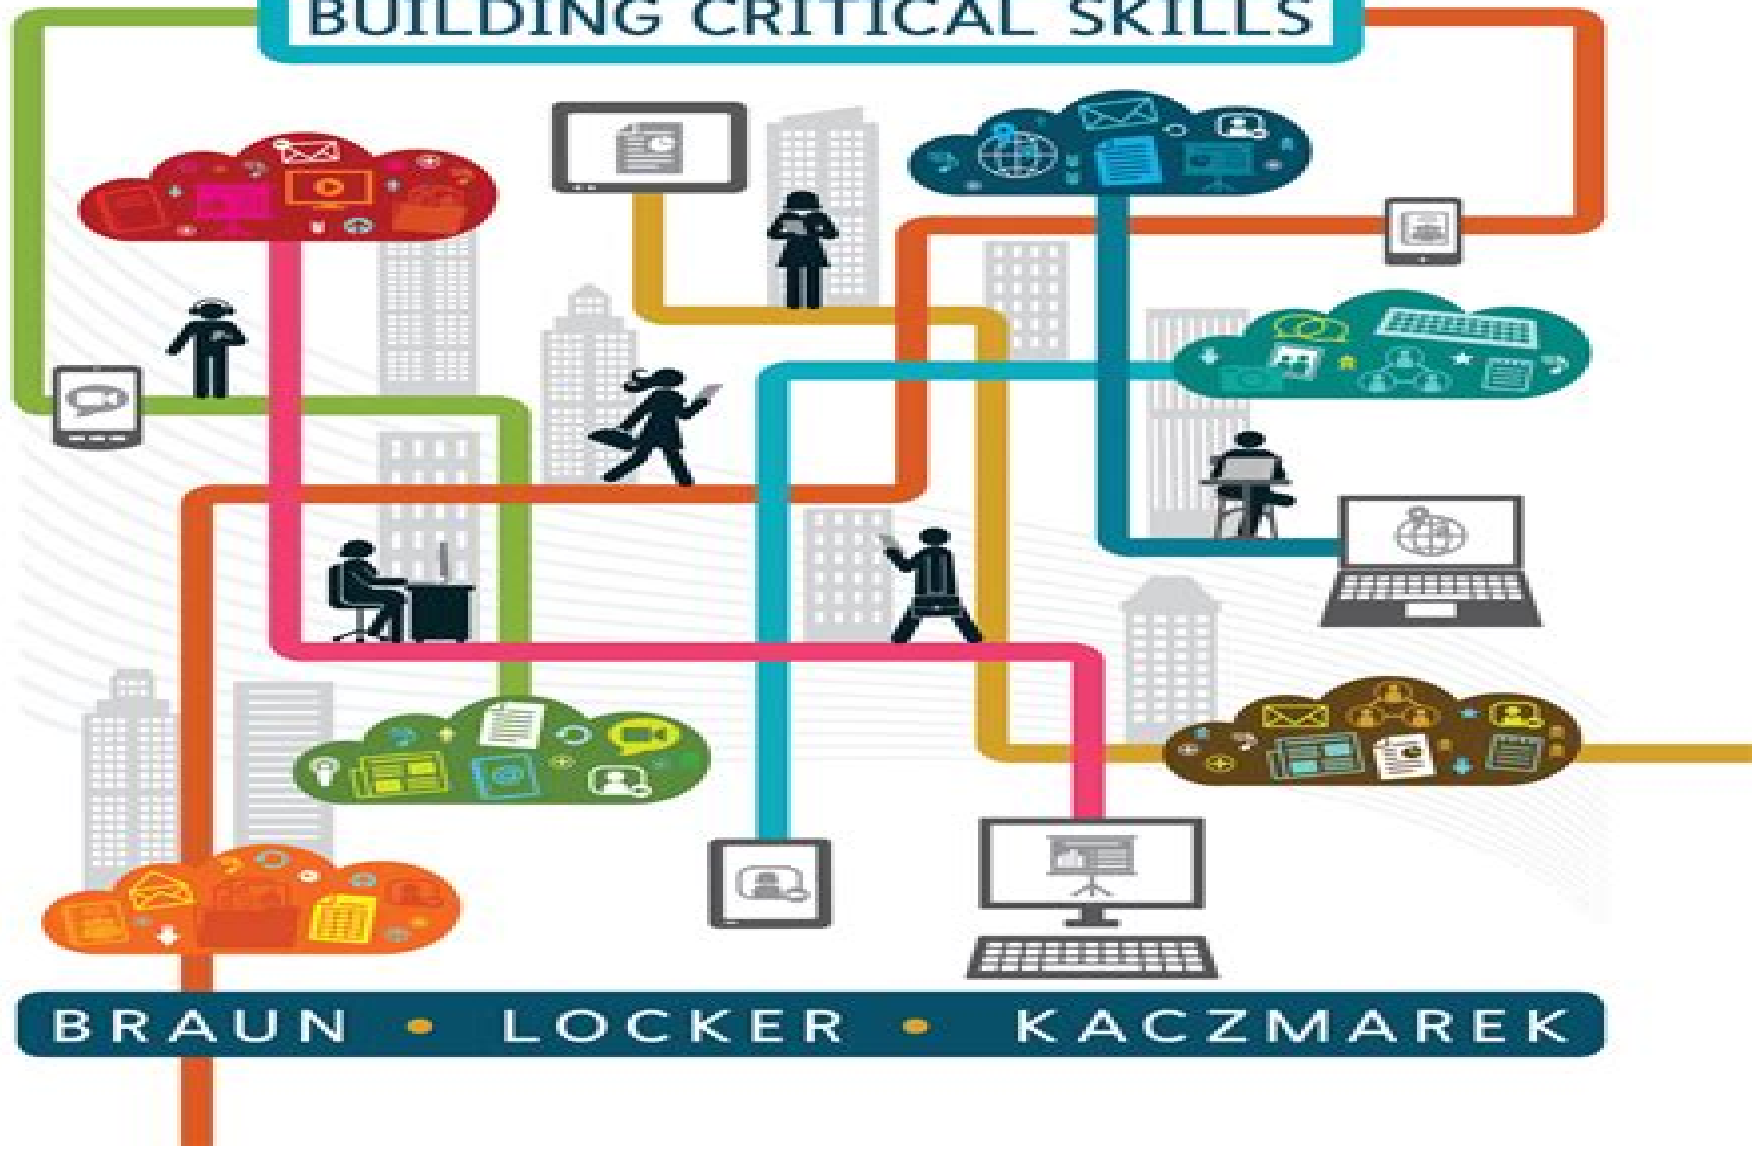 BUILDING CRITICAL SKILLS
BRAUN • LOCKER • KACZMAREK